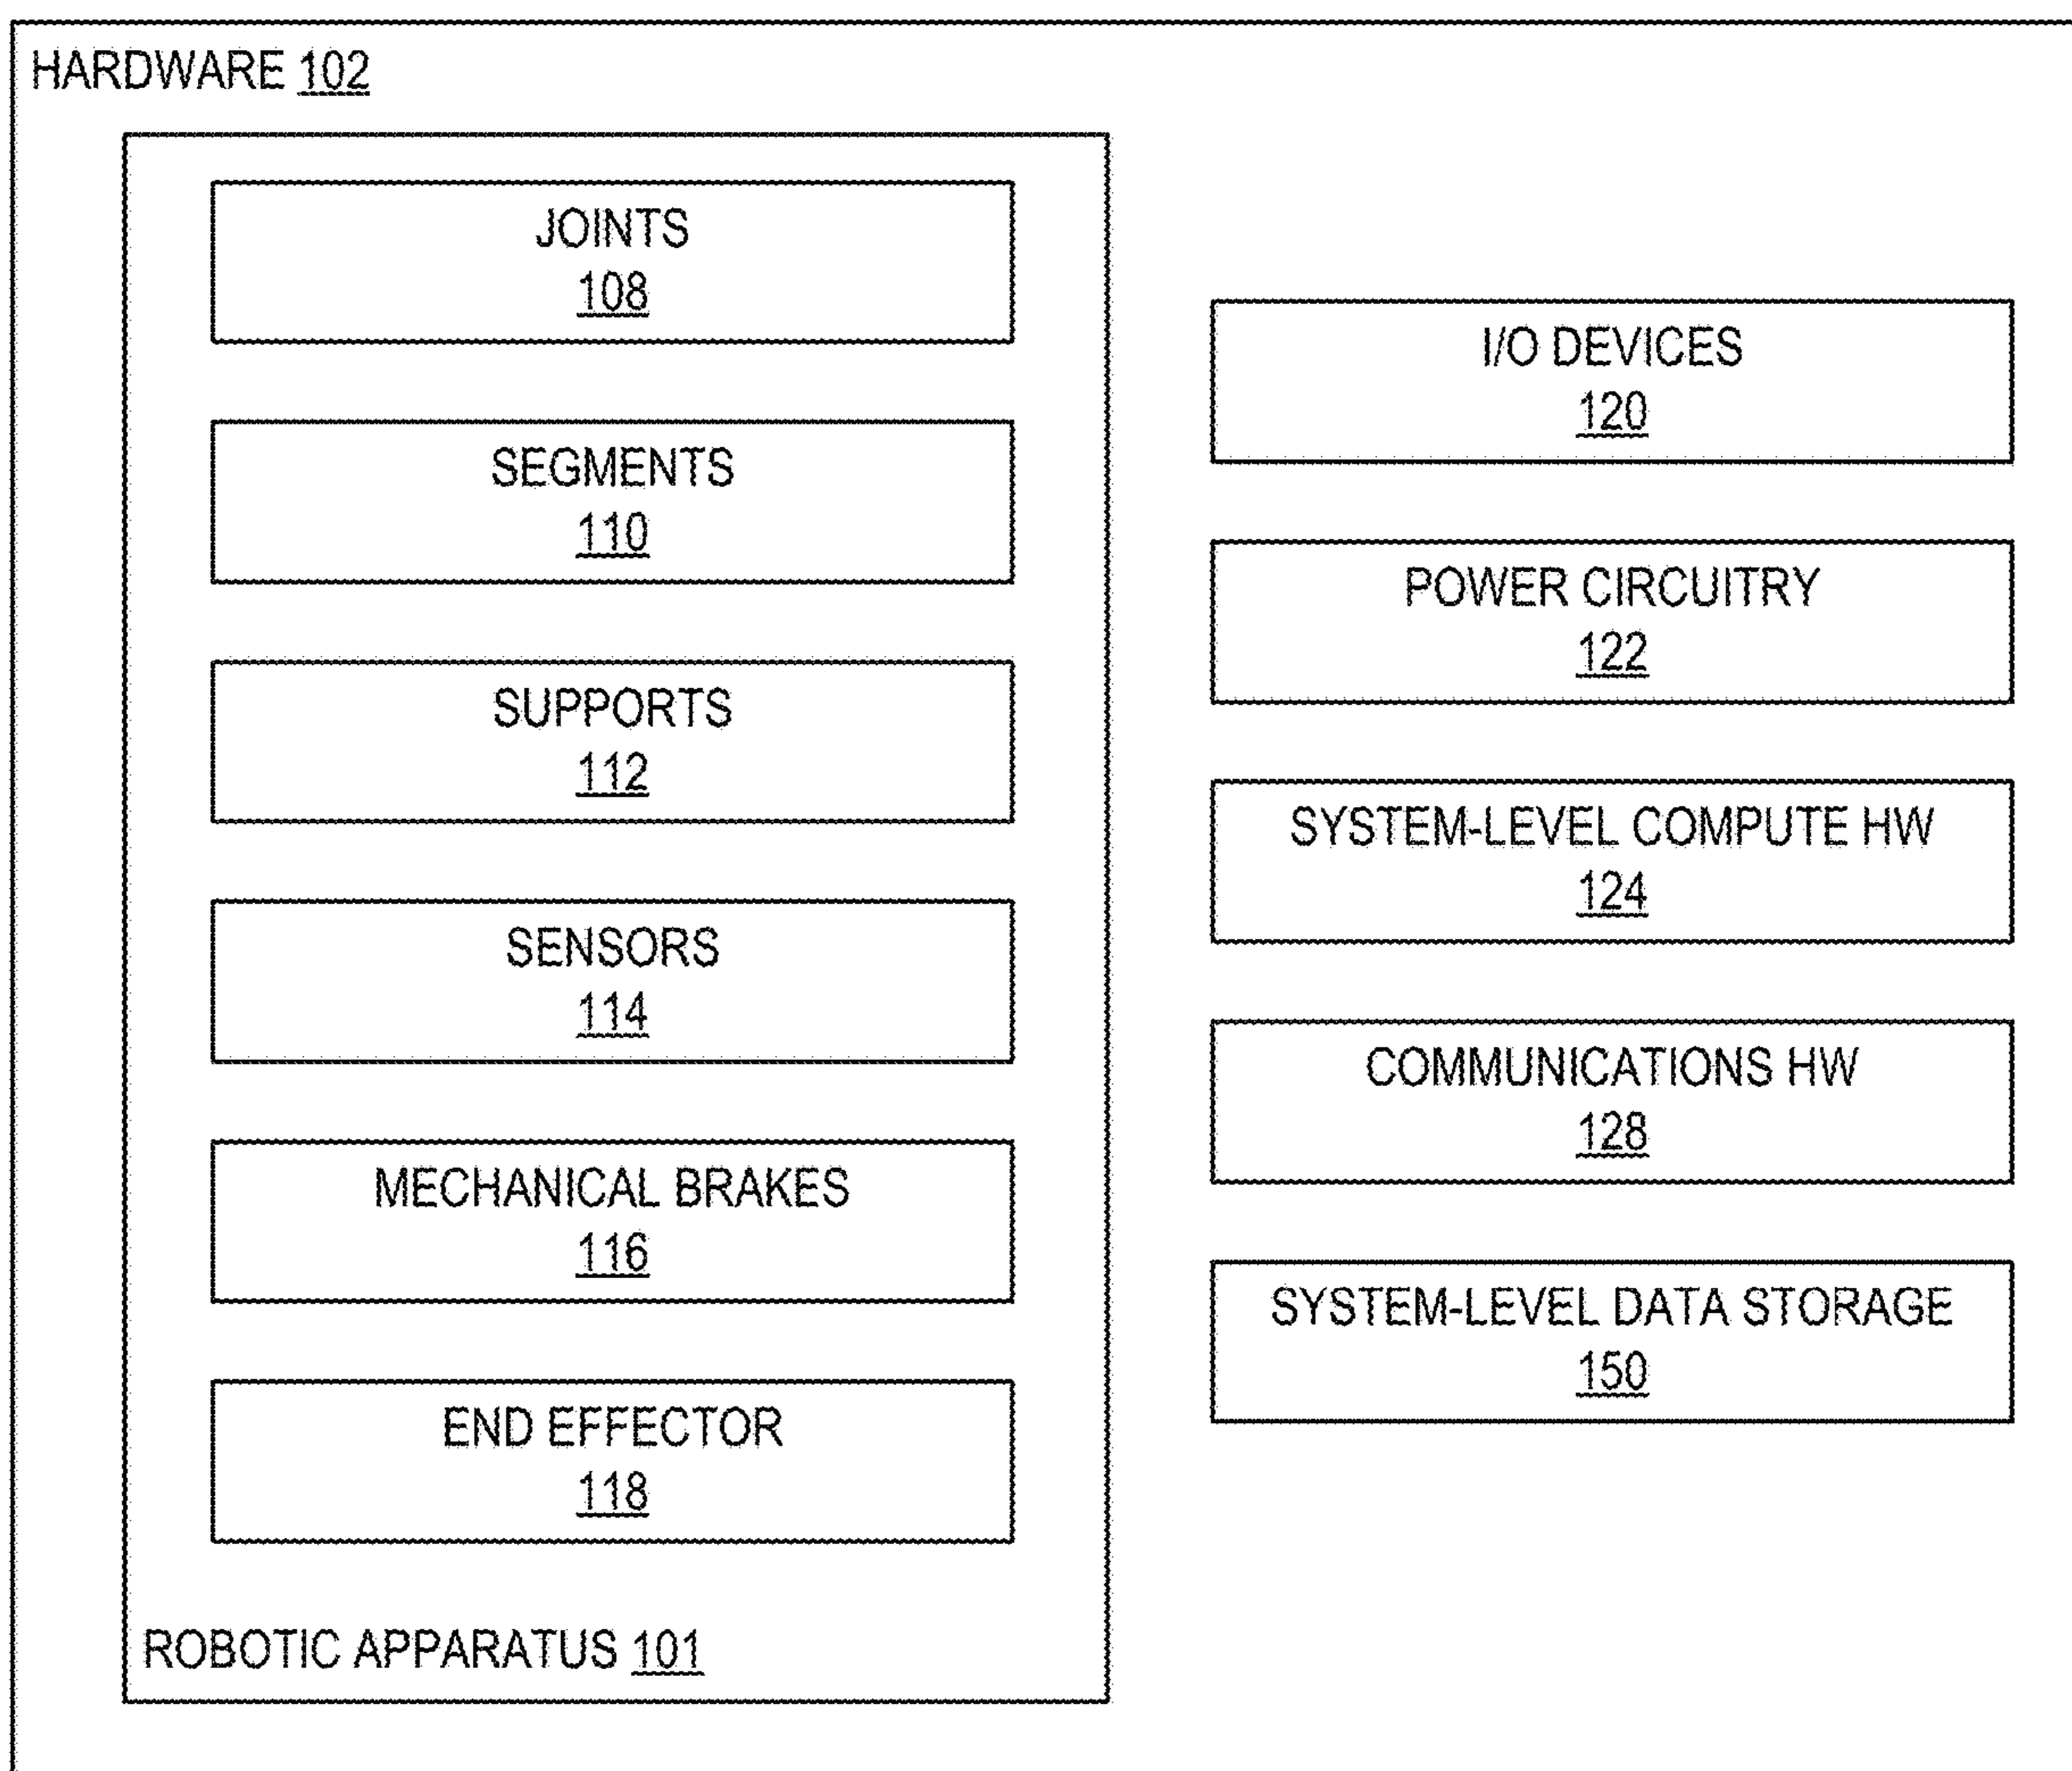 HARDWARE 102
JOINTS
108
SEGMENTS
110
SUPPORTS
112
SENSORS
114
MECHANICAL BRAKES
116
END EFFECTOR
118
ROBOTIC APPARATUS 101
I/O DEVICES
120
POWER CIRCUITRY
122
SYSTEM-LEVEL COMPUTE HW
124
COMMUNICATIONS HW
128
SYSTEM-LEVEL DATA STORAGE
150